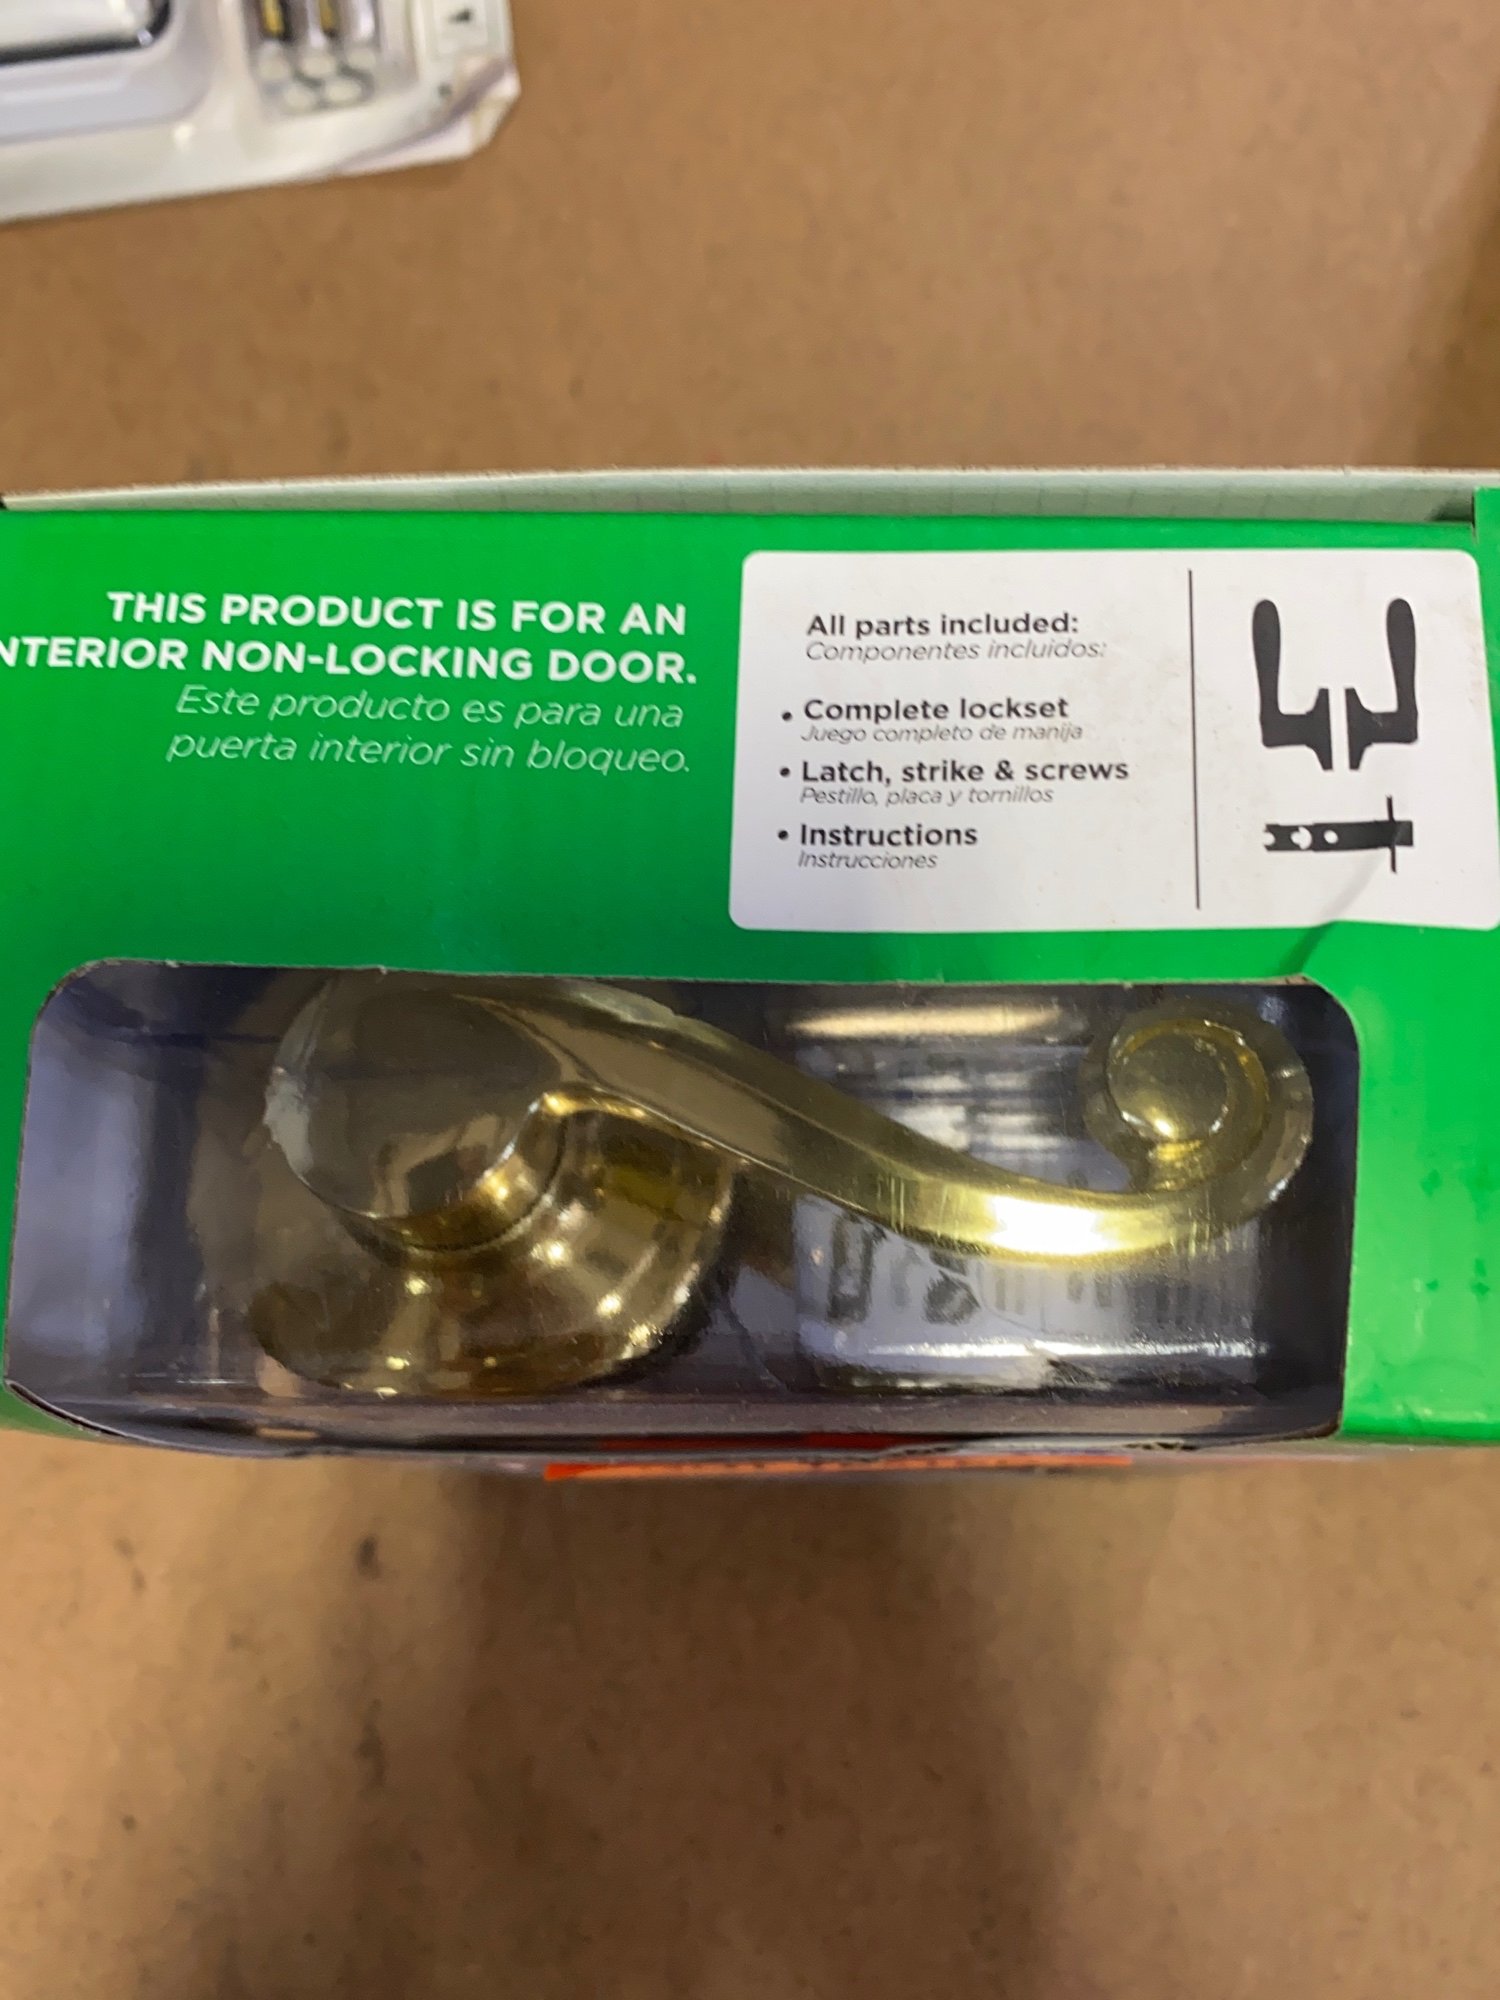 THIS PRODUCT IS FOR AN
NTERIOR NON-LOCKING DOOR.
Este producto es para una
puerta interior sin bloqueo.
All parts included:
Componentes incluidos:
• Complete lockset
Juego completo de manija
• Latch, strike & screws
Pestillo, placa y tornillos
• Instructions
Instrucciones